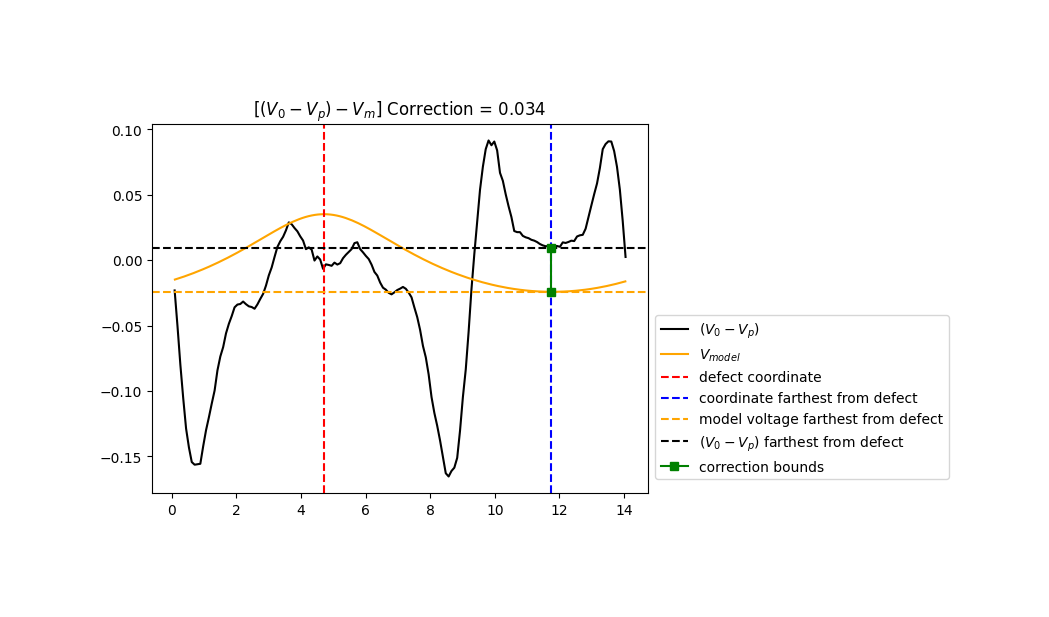 [(V₀ − Vₚ) − Vₘ] Correction = 0.034
0.10
0.05
0.00
−0.05
−0.10
−0.15
0 2 4 6 8 10 12 14
(V₀ − Vₚ)
Vₘₒdₑₗ
defect coordinate
coordinate farthest from defect
model voltage farthest from defect
(V₀ − Vₚ) farthest from defect
correction bounds